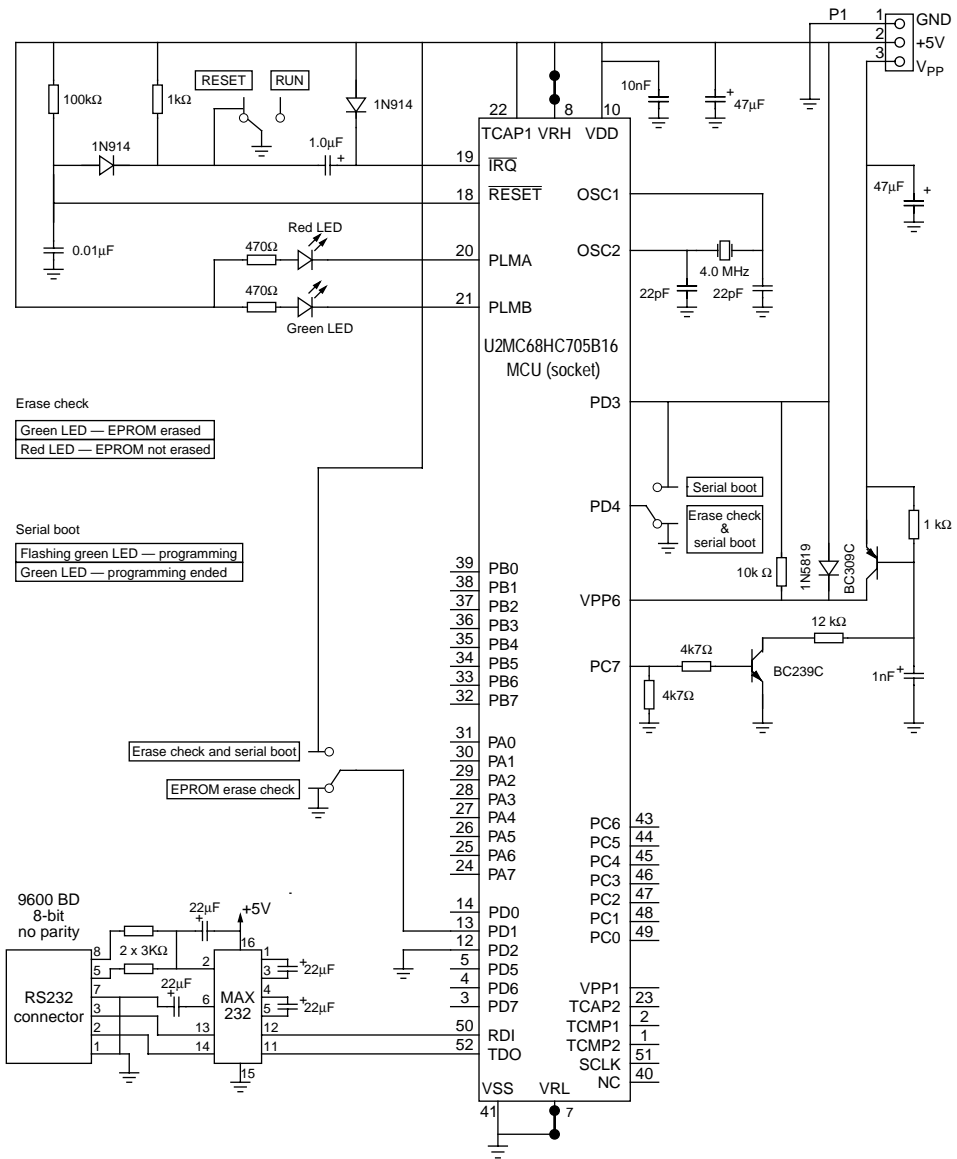 P1
1
GND
2
+5V
3
VPP
RESET
RUN
100kΩ
1kΩ
1N914
10nF
+
47µF
22
8
10
TCAP1
VRH
VDD
1N914
1.0µF
+
19
IRQ
18
RESET
OSC1
47µF
+
0.01µF
Red LED
470Ω
20
PLMA
OSC2
4.0 MHz
22pF
22pF
470Ω
21
PLMB
Green LED
U2MC68HC705B16
MCU (socket)
Erase check
Green LED — EPROM erased
Red LED — EPROM not erased
PD3
Serial boot
PD4
Erase check
&
serial boot
1 kΩ
Serial boot
Flashing green LED — programming
Green LED — programming ended
10k Ω
1N5819
BC309C
VPP6
39
PB0
38
PB1
37
PB2
36
PB3
35
PB4
34
PB5
33
PB6
32
PB7
12 kΩ
PC7
4k7Ω
BC239C
4k7Ω
1nF
+
31
PA0
30
PA1
29
PA2
28
PA3
27
PA4
26
PA5
25
PA6
24
PA7
Erase check and serial boot
EPROM erase check
PC6
43
PC5
44
PC4
45
PC3
46
PC2
47
PC1
48
PC0
49
14
PD0
13
PD1
12
PD2
5
PD5
4
PD6
3
PD7
9600 BD
8-bit
no parity
22µF
+
+5V
16
8
2 x 3KΩ
5
2
1
3
+
22µF
RS232
connector
7
22µF
+
6
MAX
232
4
5
+
22µF
3
13
12
2
14
11
1
15
50
RDI
52
TDO
VPP1
TCAP2
23
TCMP1
2
TCMP2
1
SCLK
51
NC
40
VSS
VRL
41
7